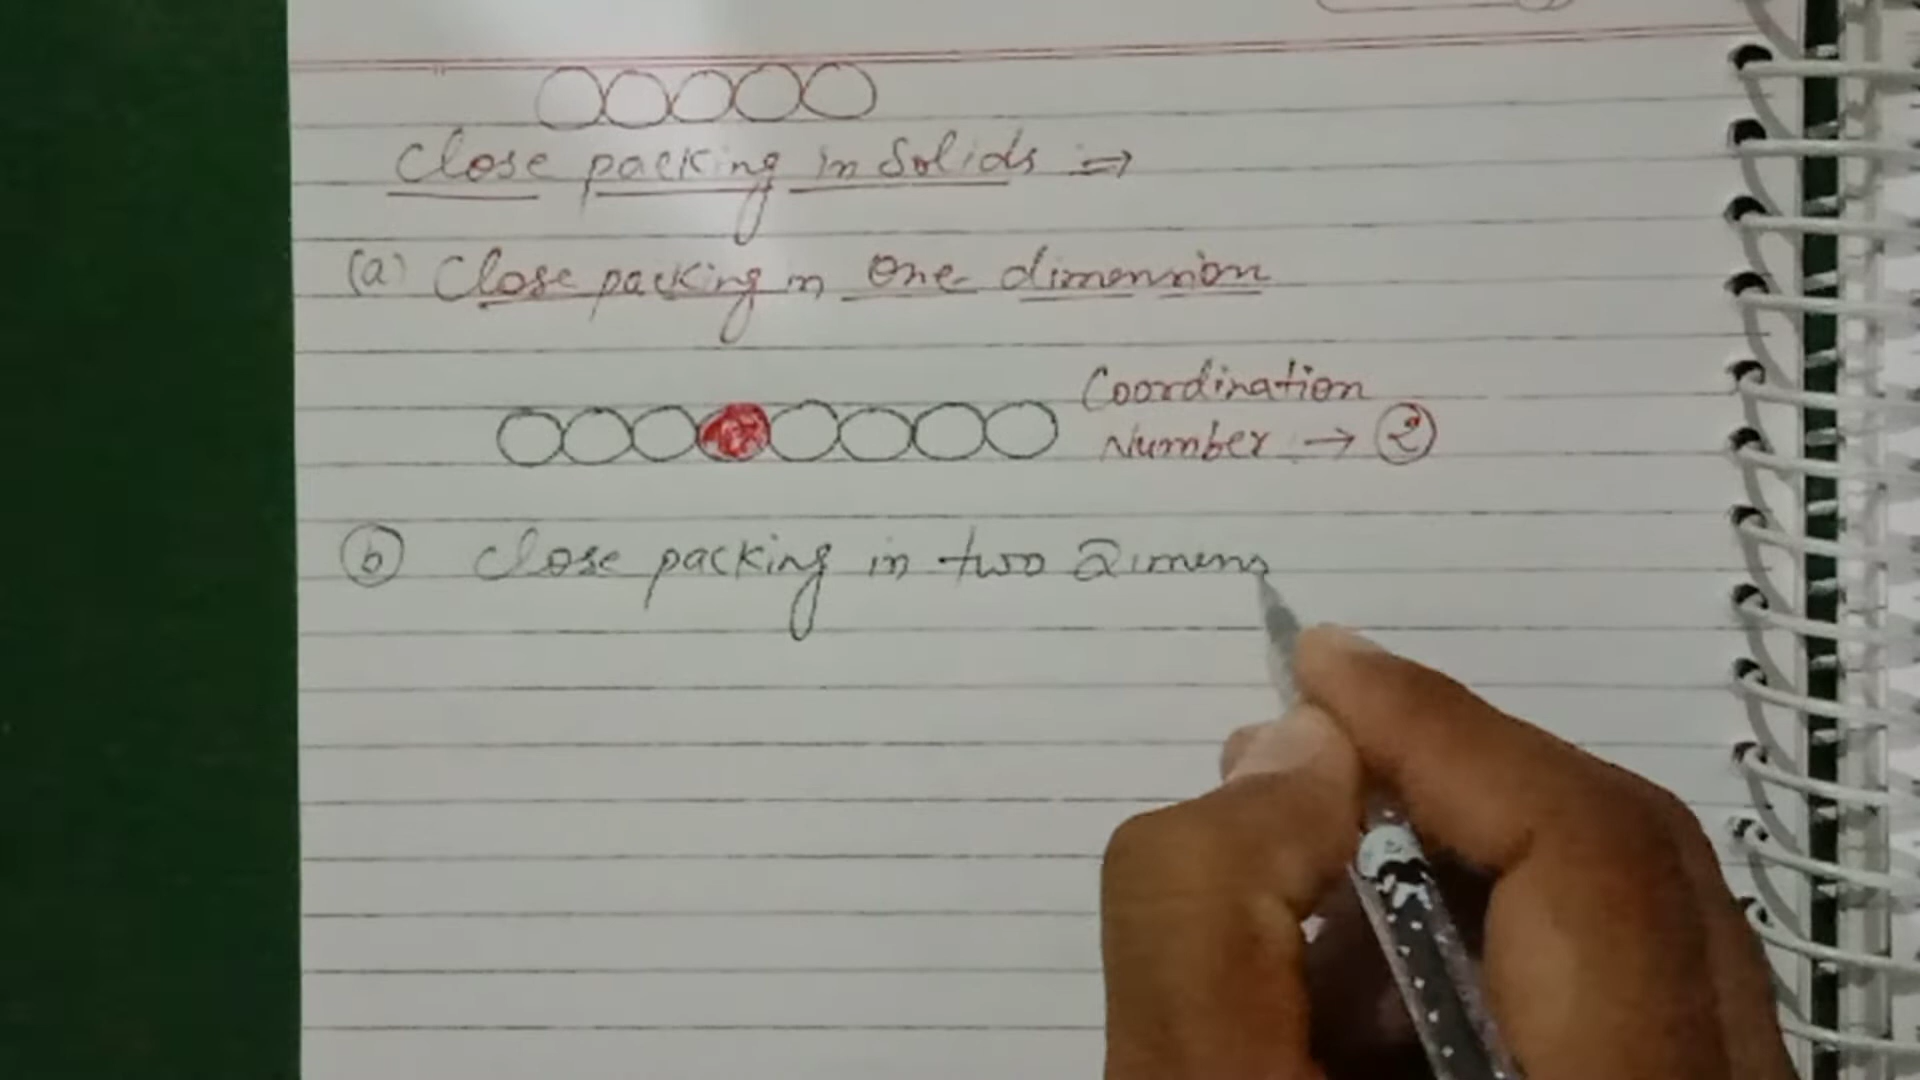 Close packing in Solids ⇒
(a) Close packing in one dimension
Coordination
Number → 2
b close packing in two Dimens